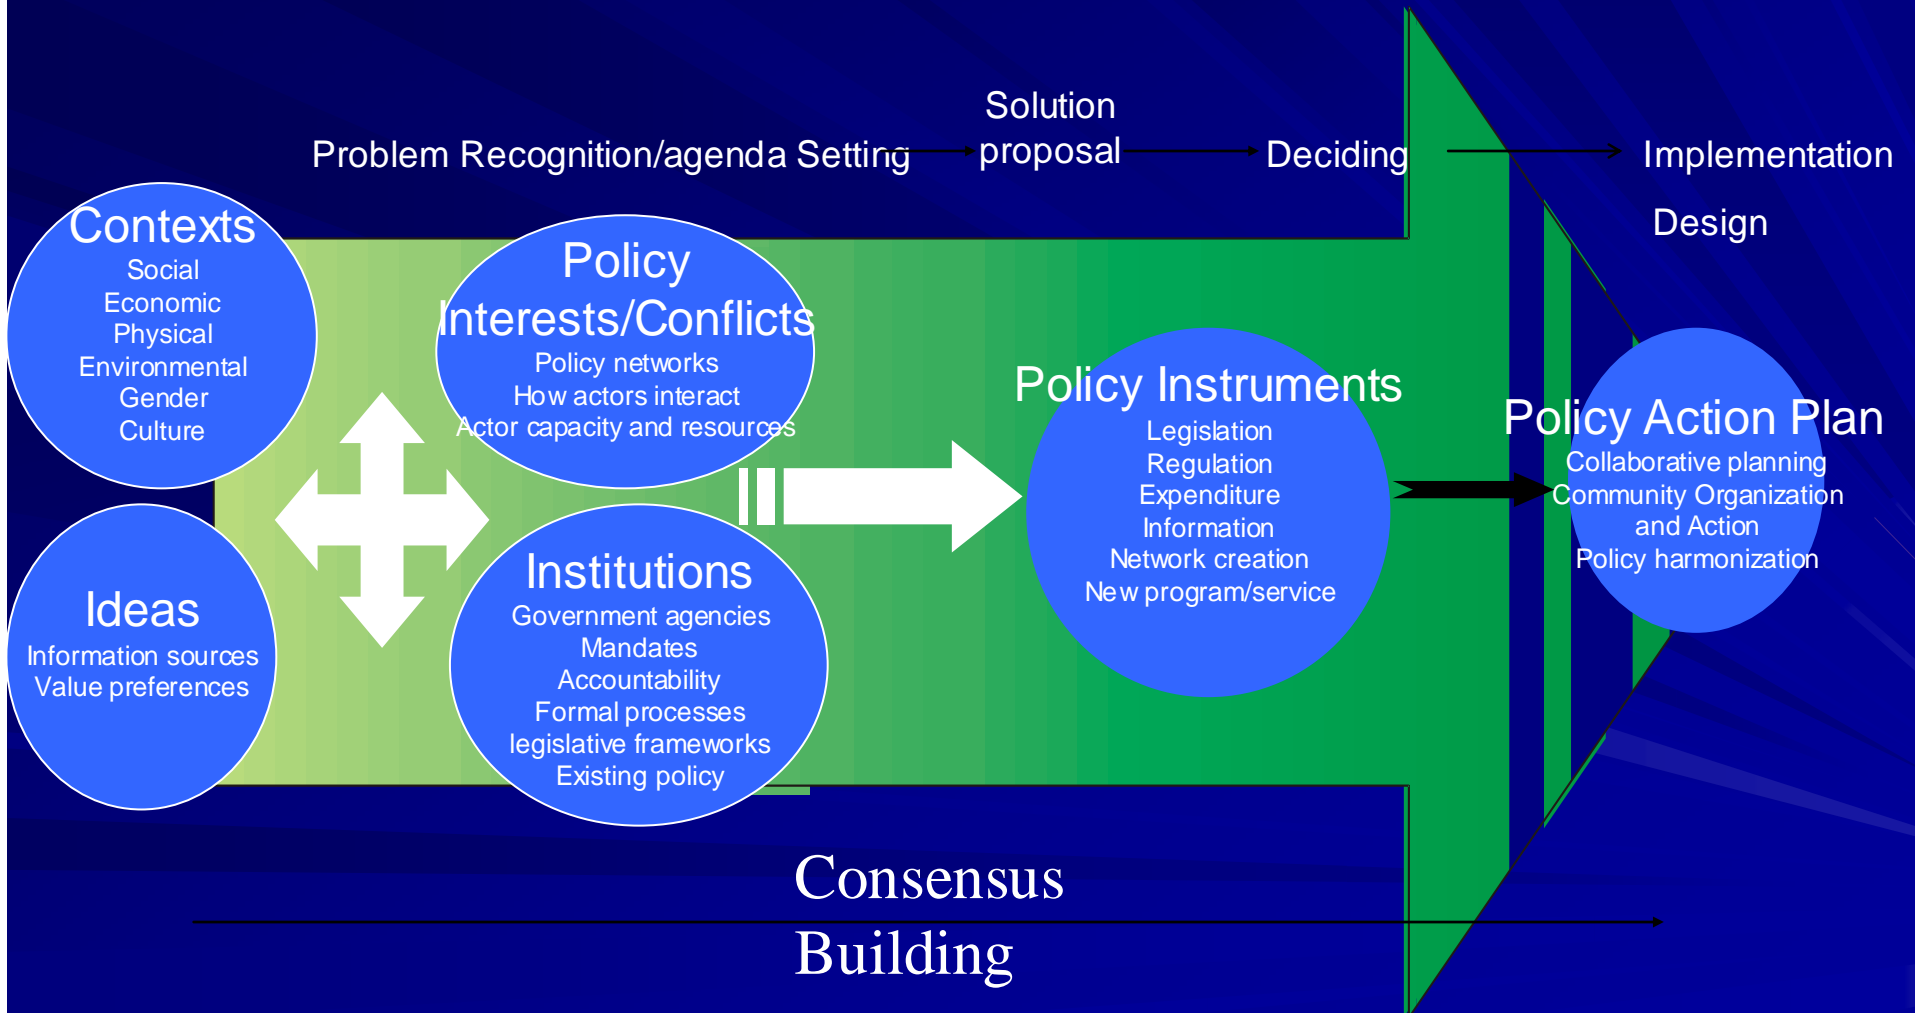 Problem Recognition/agenda Setting
Solution
proposal
Deciding
Implementation
Design
Contexts
Social
Economic
Physical
Environmental
Gender
Culture
Policy
Interests/Conflicts
Policy networks
How actors interact
Actor capacity and resources
Ideas
Information sources
Value preferences
Institutions
Government agencies
Mandates
Accountability
Formal processes
legislative frameworks
Existing policy
Policy Instruments
Legislation
Regulation
Expenditure
Information
Network creation
New program/service
Policy Action Plan
Collaborative planning
Community Organization
and Action
Policy harmonization
Consensus
Building